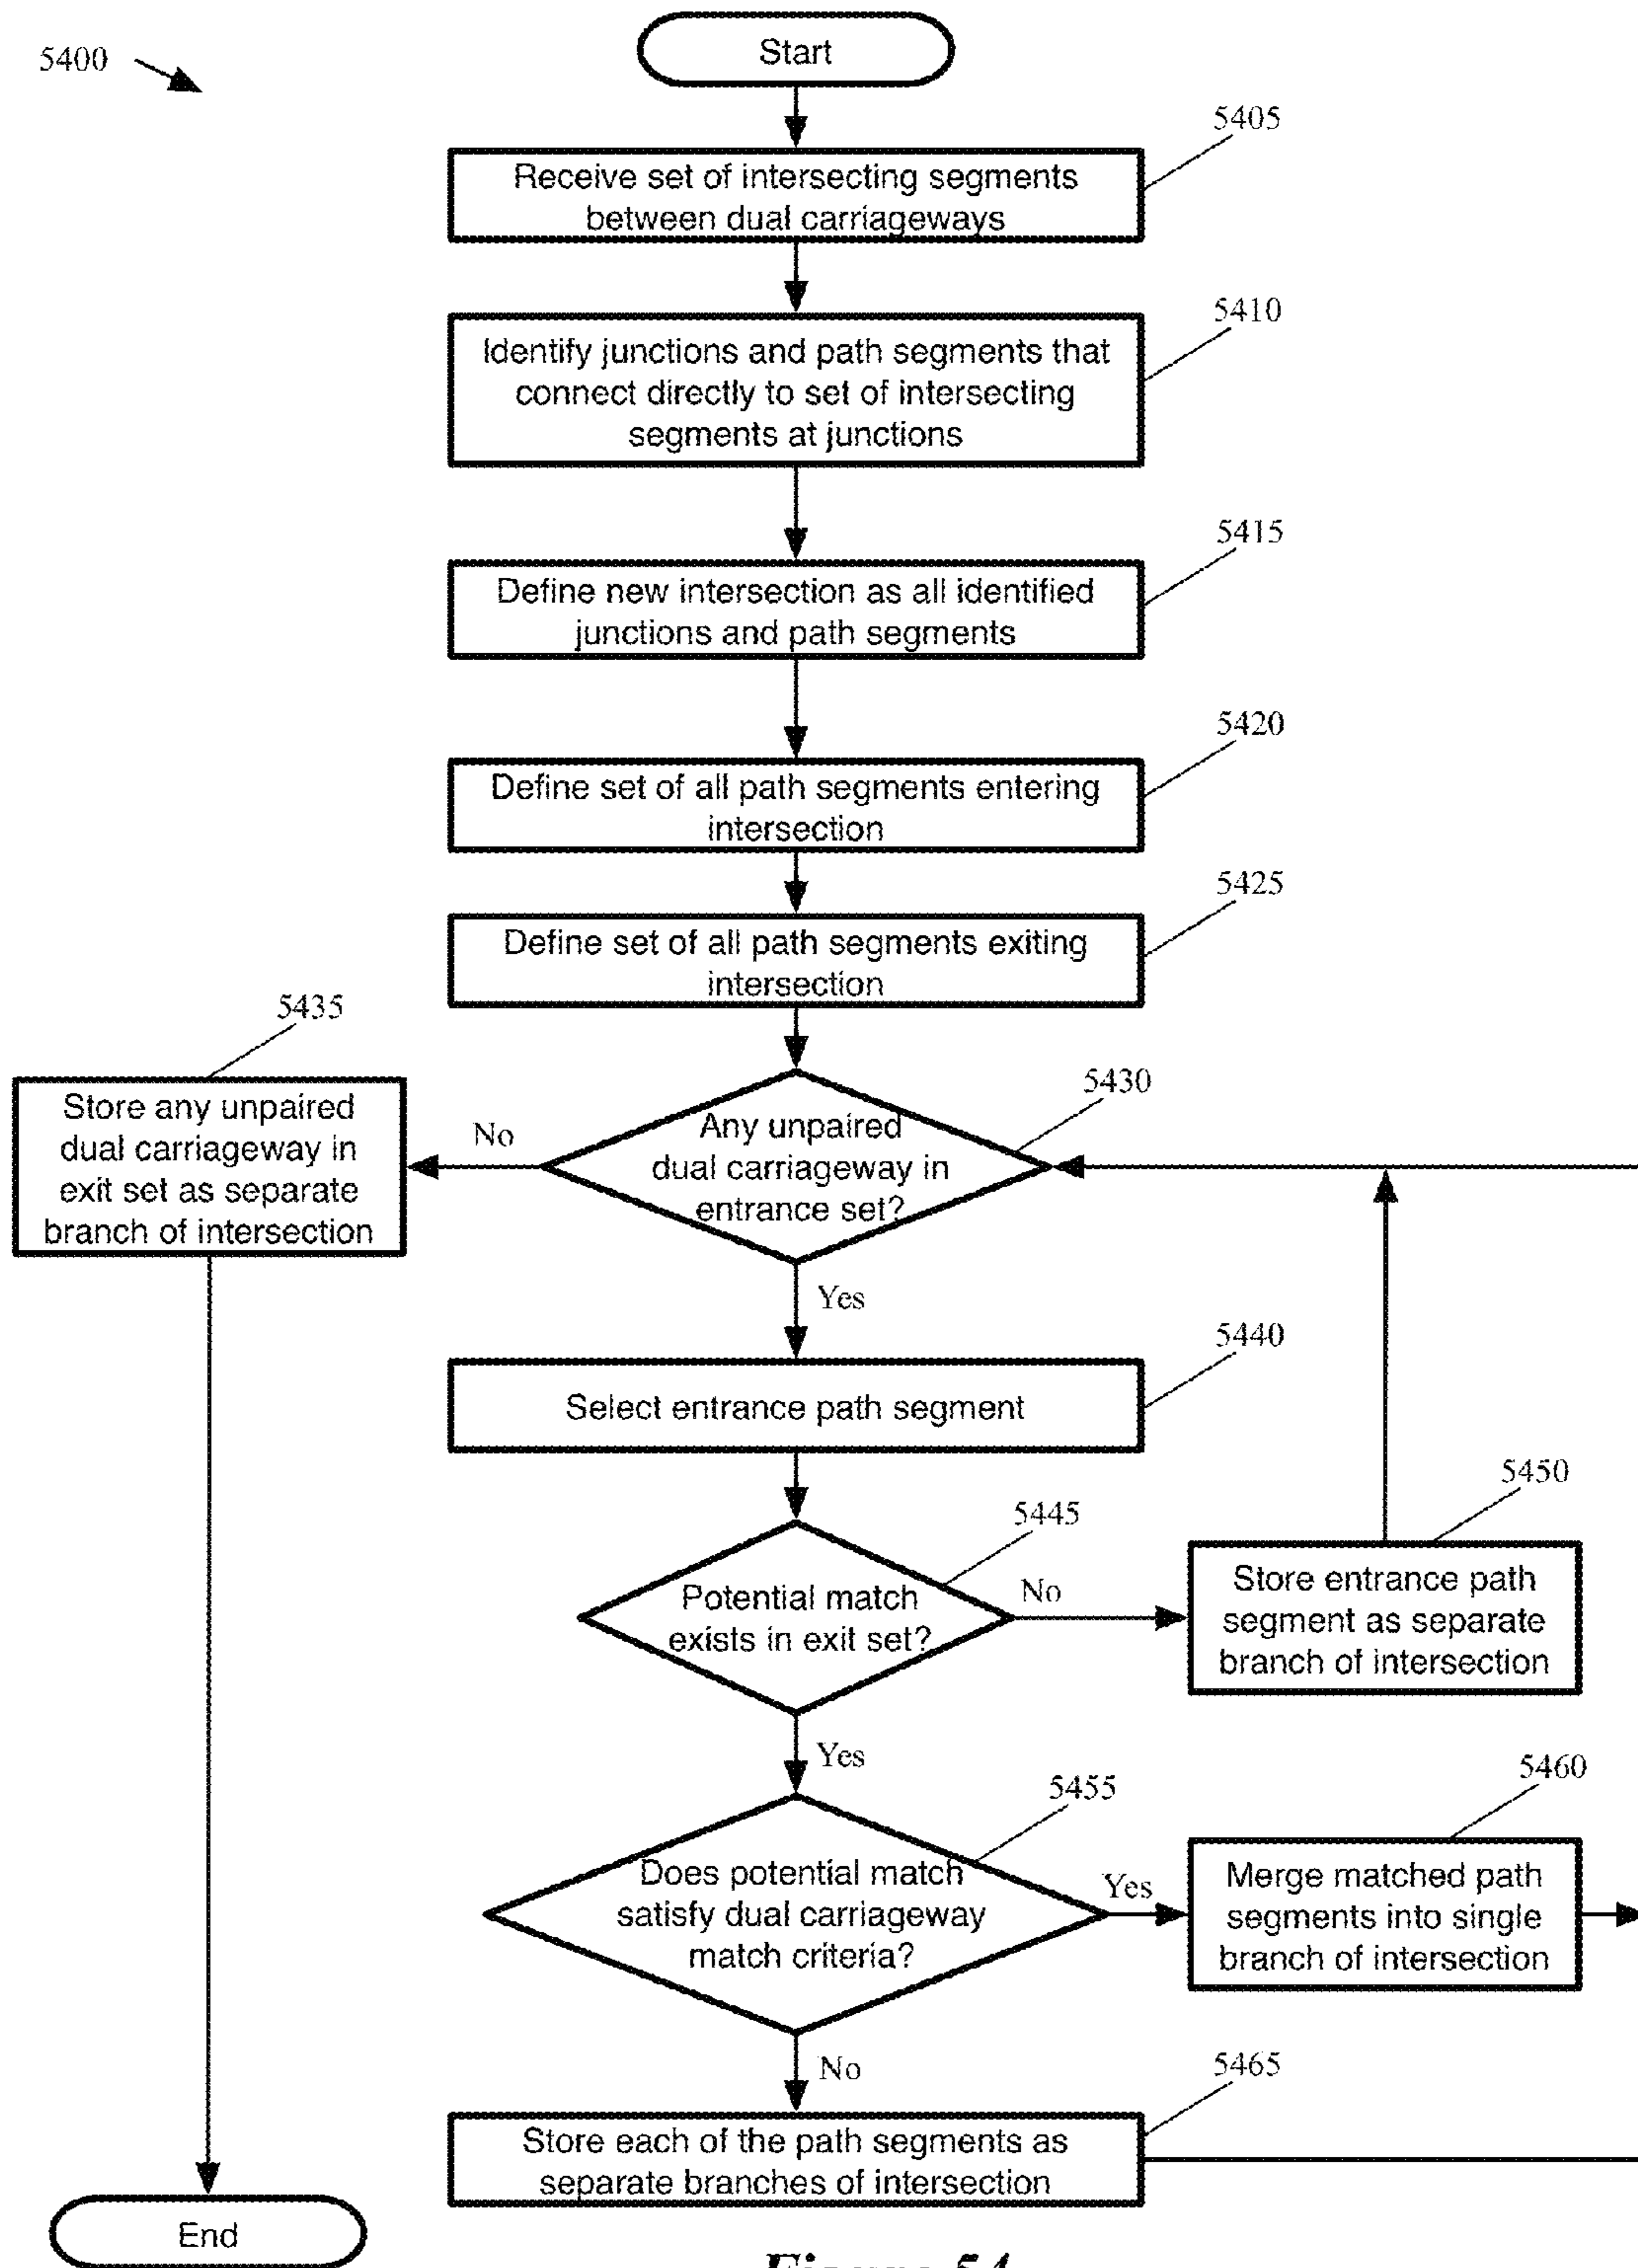 5400
Start
5405
Receive set of intersecting segments
between dual carriageways
5410
Identify junctions and path segments that
connect directly to set of intersecting
segments at junctions
5415
Define new intersection as all identified
junctions and path segments
5420
Define set of all path segments entering
intersection
5425
Define set of all path segments exiting
intersection
5435
Store any unpaired
dual carriageway in
exit set as separate
branch of intersection
No
5430
Any unpaired
dual carriageway in
entrance set?
Yes
5440
Select entrance path segment
5445
Potential match
exists in exit set?
No
5450
Store entrance path
segment as separate
branch of intersection
Yes
5455
Does potential match
satisfy dual carriageway
match criteria?
Yes
5460
Merge matched path
segments into single
branch of intersection
No
5465
Store each of the path segments as
separate branches of intersection
End
Figure 54